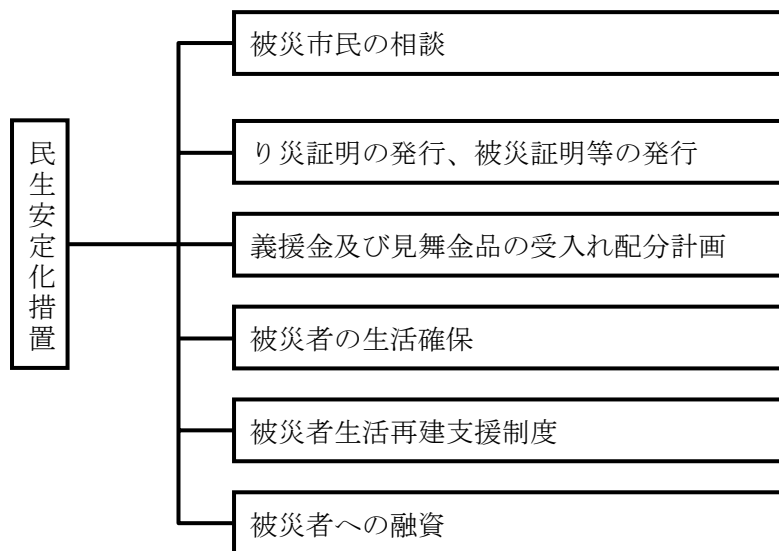 民生安定化措置
被災市民の相談
り災証明の発行、被災証明等の発行
義援金及び見舞金品の受入れ配分計画
被災者の生活確保
被災者生活再建支援制度
被災者への融資